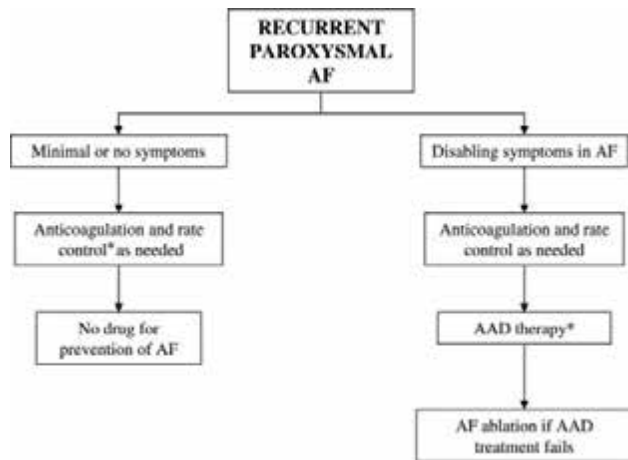 RECURRENT
PAROXYSMAL
AF
Minimal or no symptoms
Anticoagulation and rate
control* as needed
No drug for
prevention of AF
Disabling symptoms in AF
Anticoagulation and rate
control as needed
AAD therapy*
AF ablation if AAD
treatment fails